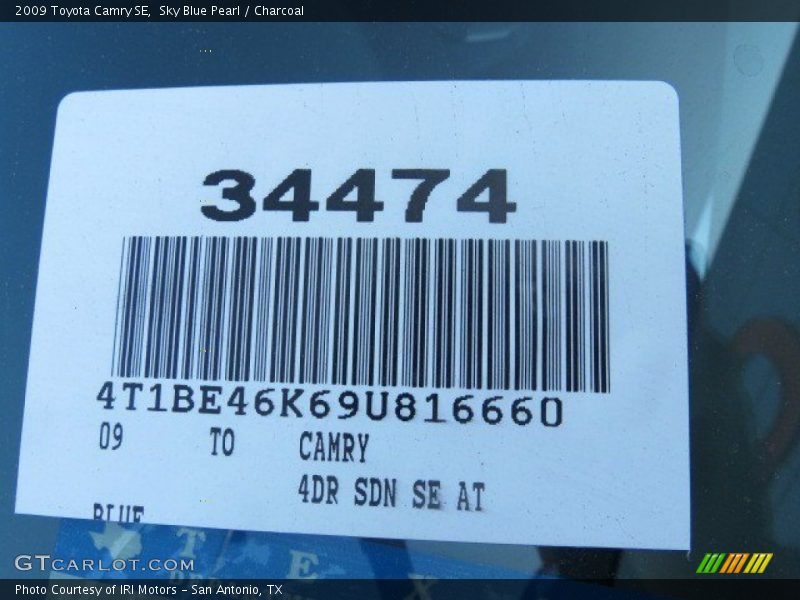 2009 Toyota Camry SE, Sky Blue Pearl / Charcoal
34474
4T1BE46K69U816660
09 TO CAMRY
4DR SDN SE AT
BLUE
T E X
GTCARLOT.COM
Photo Courtesy of IRI Motors - San Antonio, TX